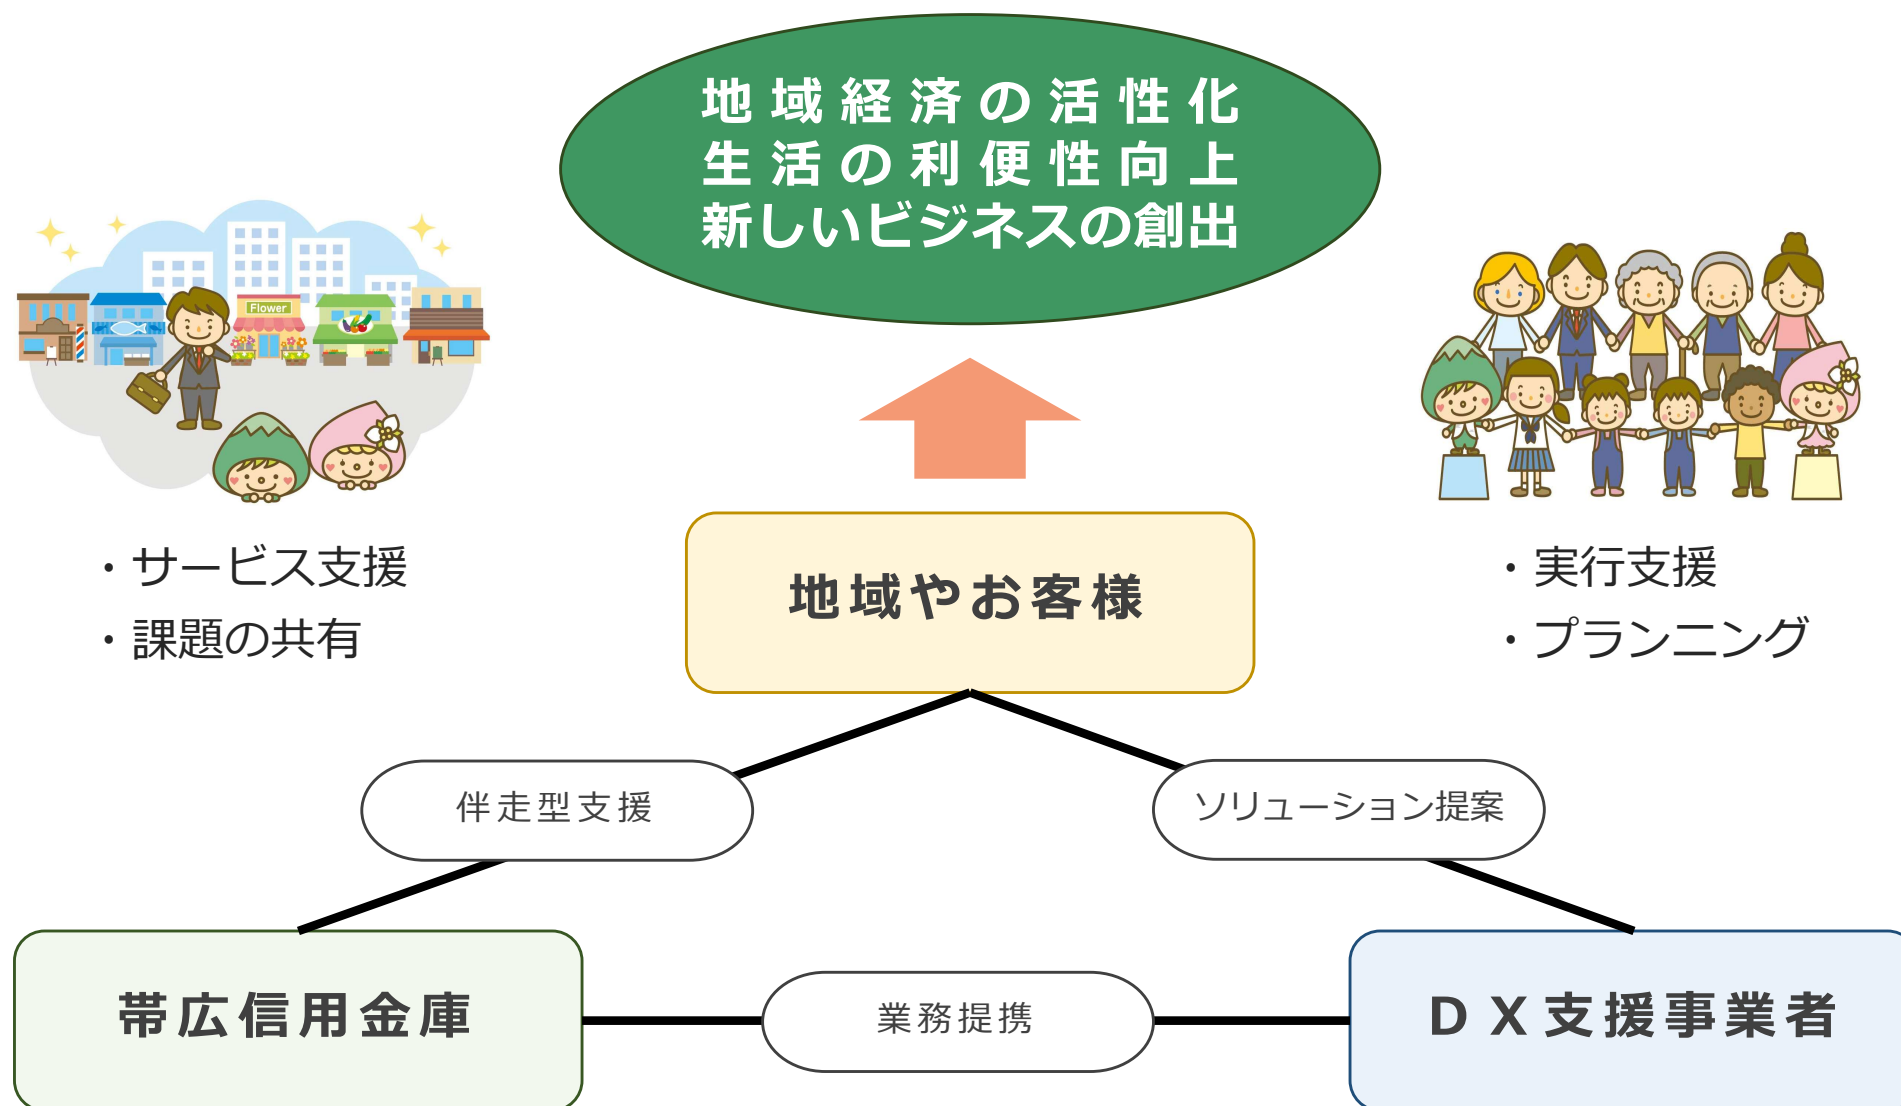 地域経済の活性化
生活の利便性向上
新しいビジネスの創出
Flower
・サービス支援
・課題の共有
地域やお客様
・実行支援
・プランニング
伴走型支援
ソリューション提案
帯広信用金庫
業務提携
ＤＸ支援事業者